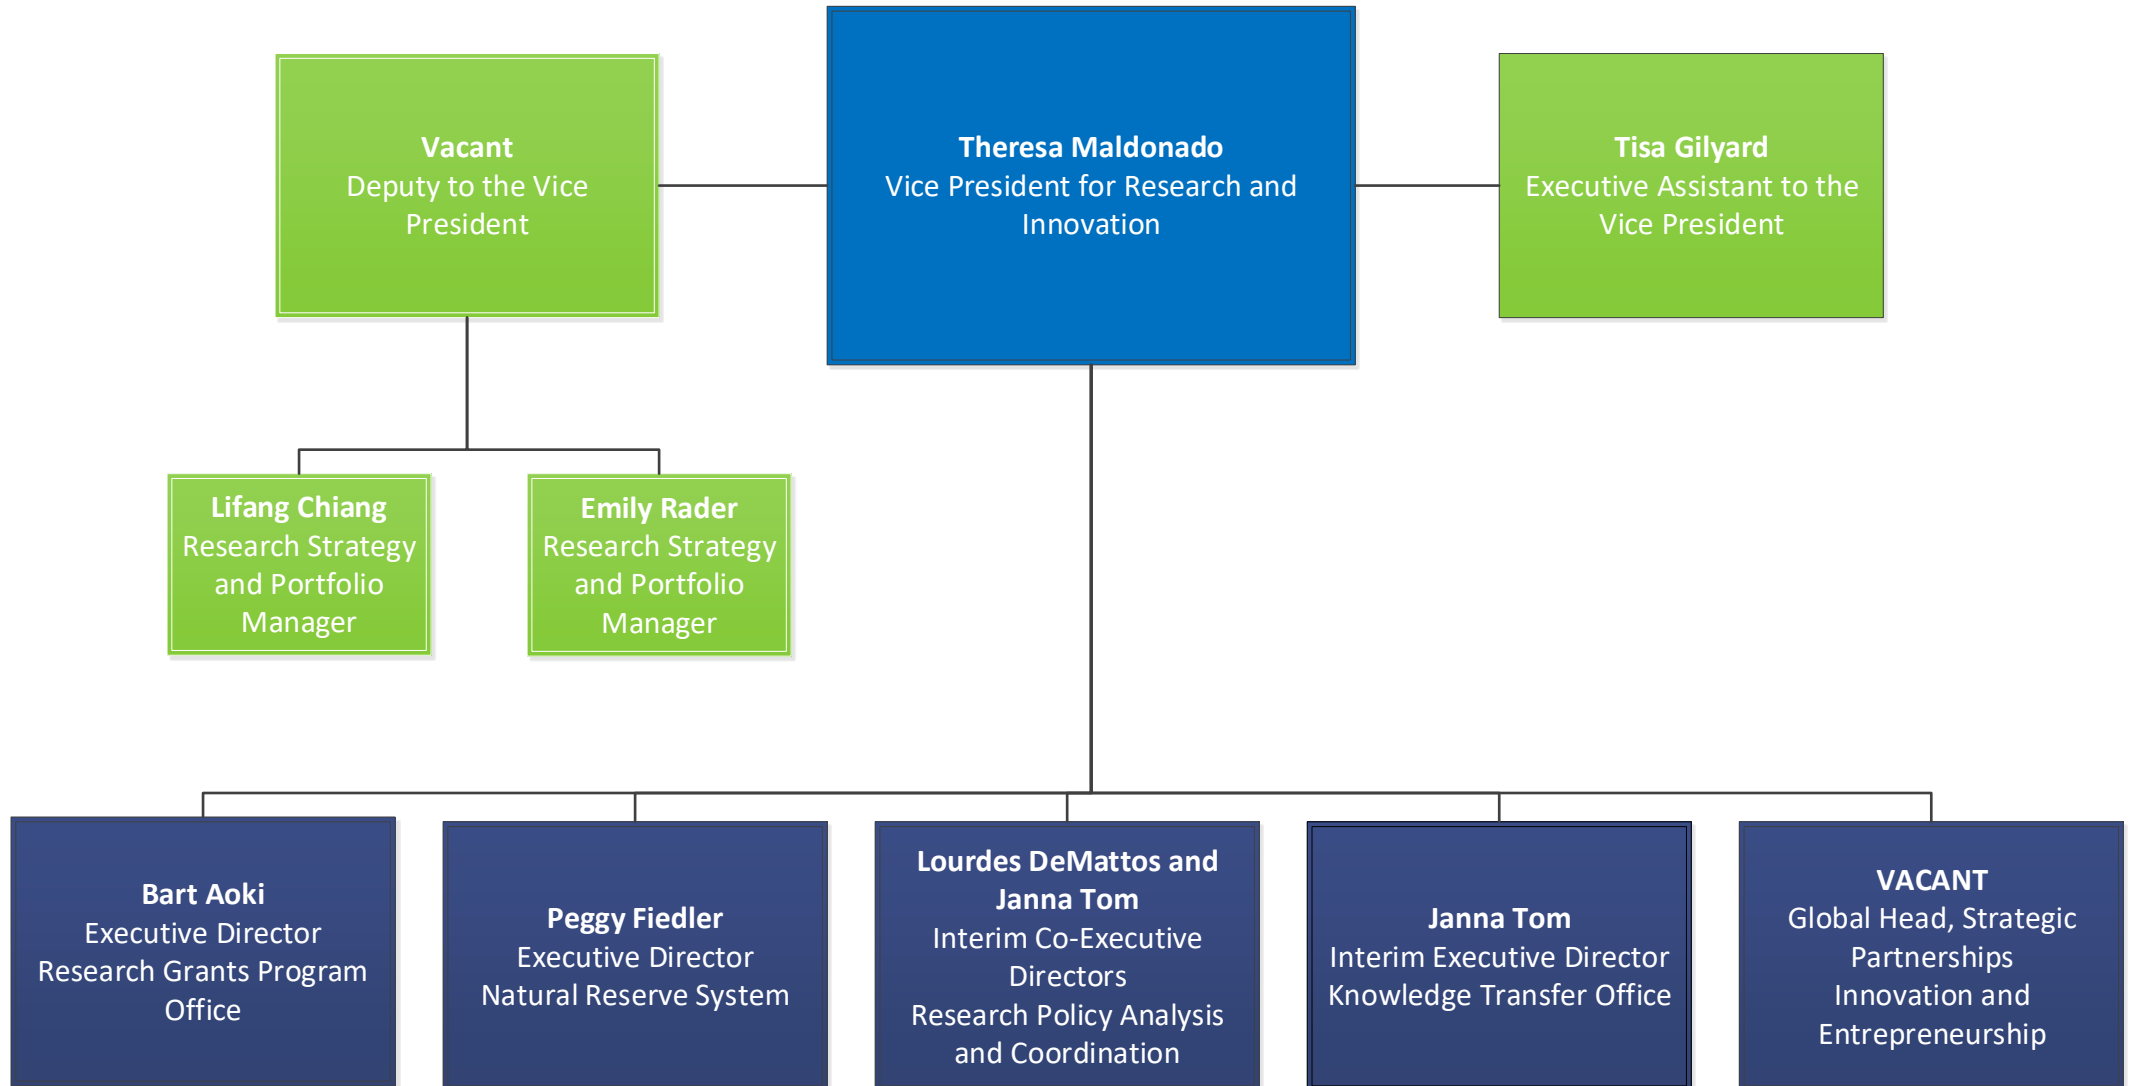 Vacant
Deputy to the Vice
President
Theresa Maldonado
Vice President for Research and
Innovation
Tisa Gilyard
Executive Assistant to the
Vice President
Lifang Chiang
Research Strategy
and Portfolio
Manager
Emily Rader
Research Strategy
and Portfolio
Manager
Bart Aoki
Executive Director
Research Grants Program
Office
Peggy Fiedler
Executive Director
Natural Reserve System
Lourdes DeMattos and
Janna Tom
Interim Co-Executive
Directors
Research Policy Analysis
and Coordination
Janna Tom
Interim Executive Director
Knowledge Transfer Office
VACANT
Global Head, Strategic
Partnerships
Innovation and
Entrepreneurship